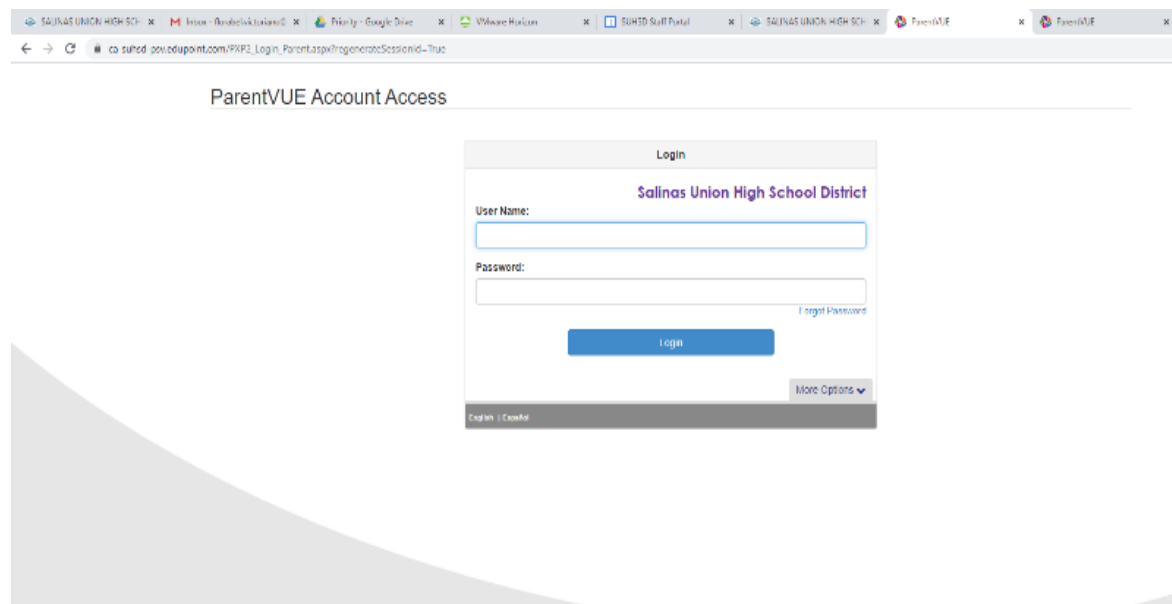 SALINAS UNION HIGH SCH
Priority - Google Drive
VMware Horizon
SUHSD Staff Portal
SALINAS UNION HIGH SCH
ParentVUE
ParentVUE
ParentVUE Account Access
Login
Salinas Union High School District
User Name:
Password:
Forgot Password
Login
More Options
English | Español